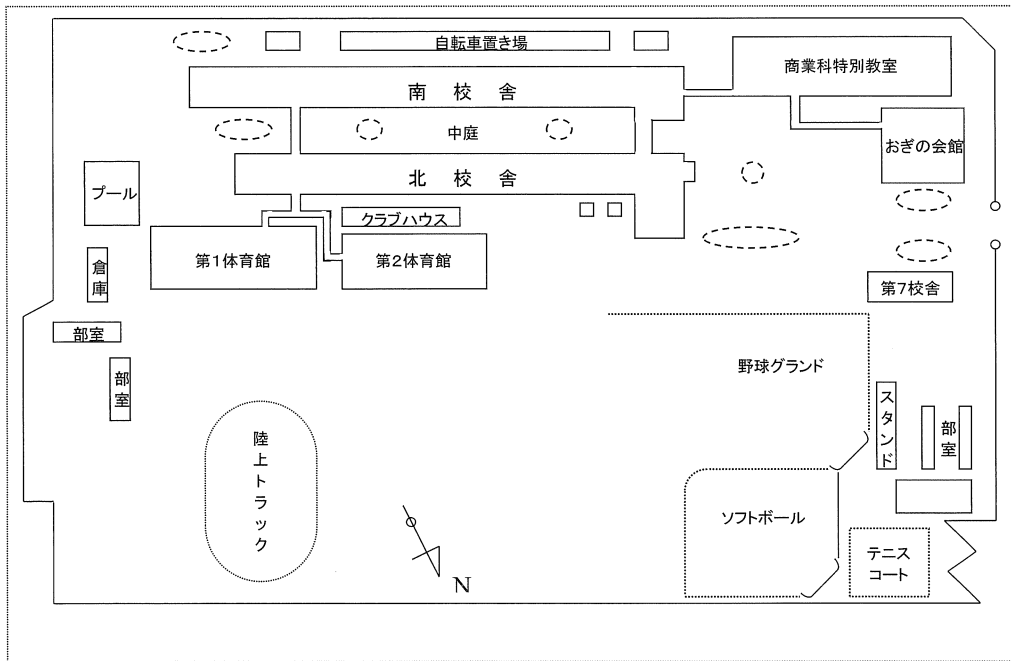 自転車置き場
商業科特別教室
南校舎
中庭
おぎの会館
北校舎
プール
クラブハウス
第1体育館
第2体育館
倉庫
第7校舎
部室
部室
野球グランド
スタンド
部室
陸上トラック
ソフトボール
テニス
コート
N